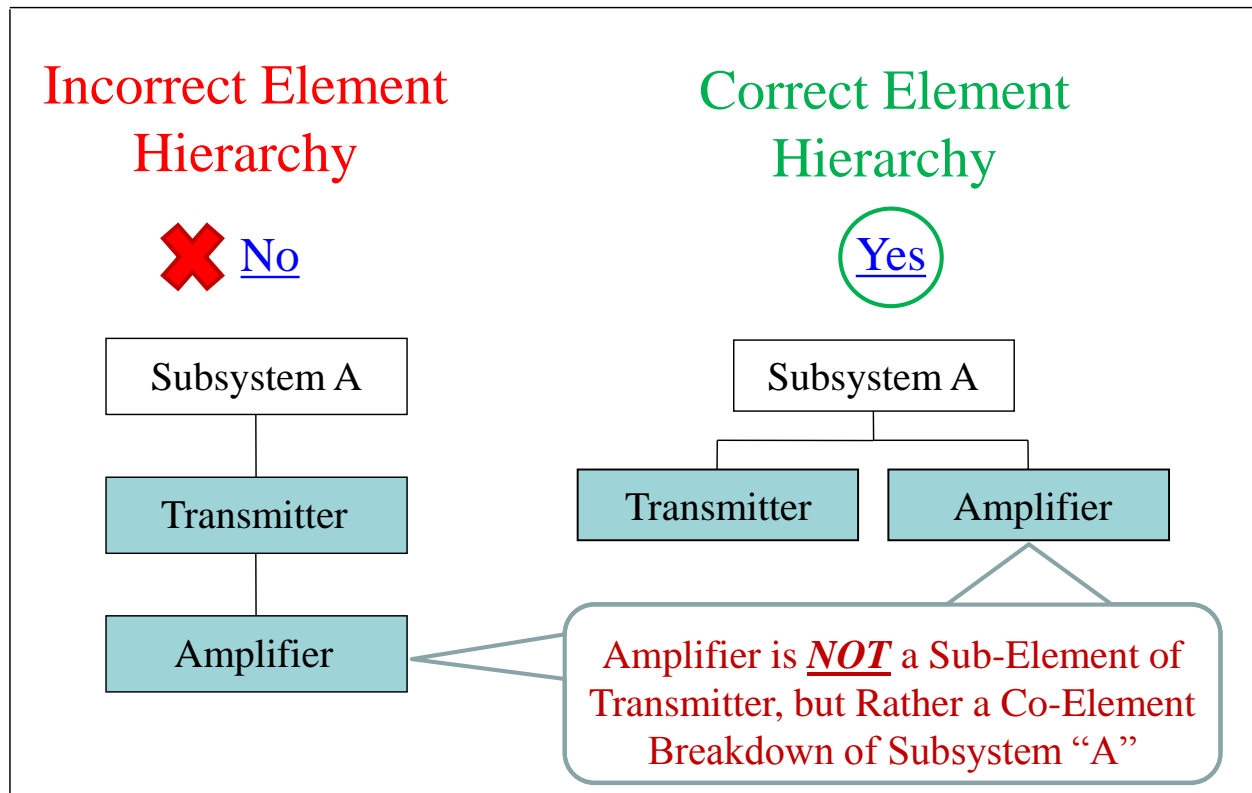 Incorrect Element
Hierarchy
No
Subsystem A
Transmitter
Amplifier
Correct Element
Hierarchy
Yes
Subsystem A
Transmitter
Amplifier
Amplifier is NOT a Sub-Element of
Transmitter, but Rather a Co-Element
Breakdown of Subsystem “A”